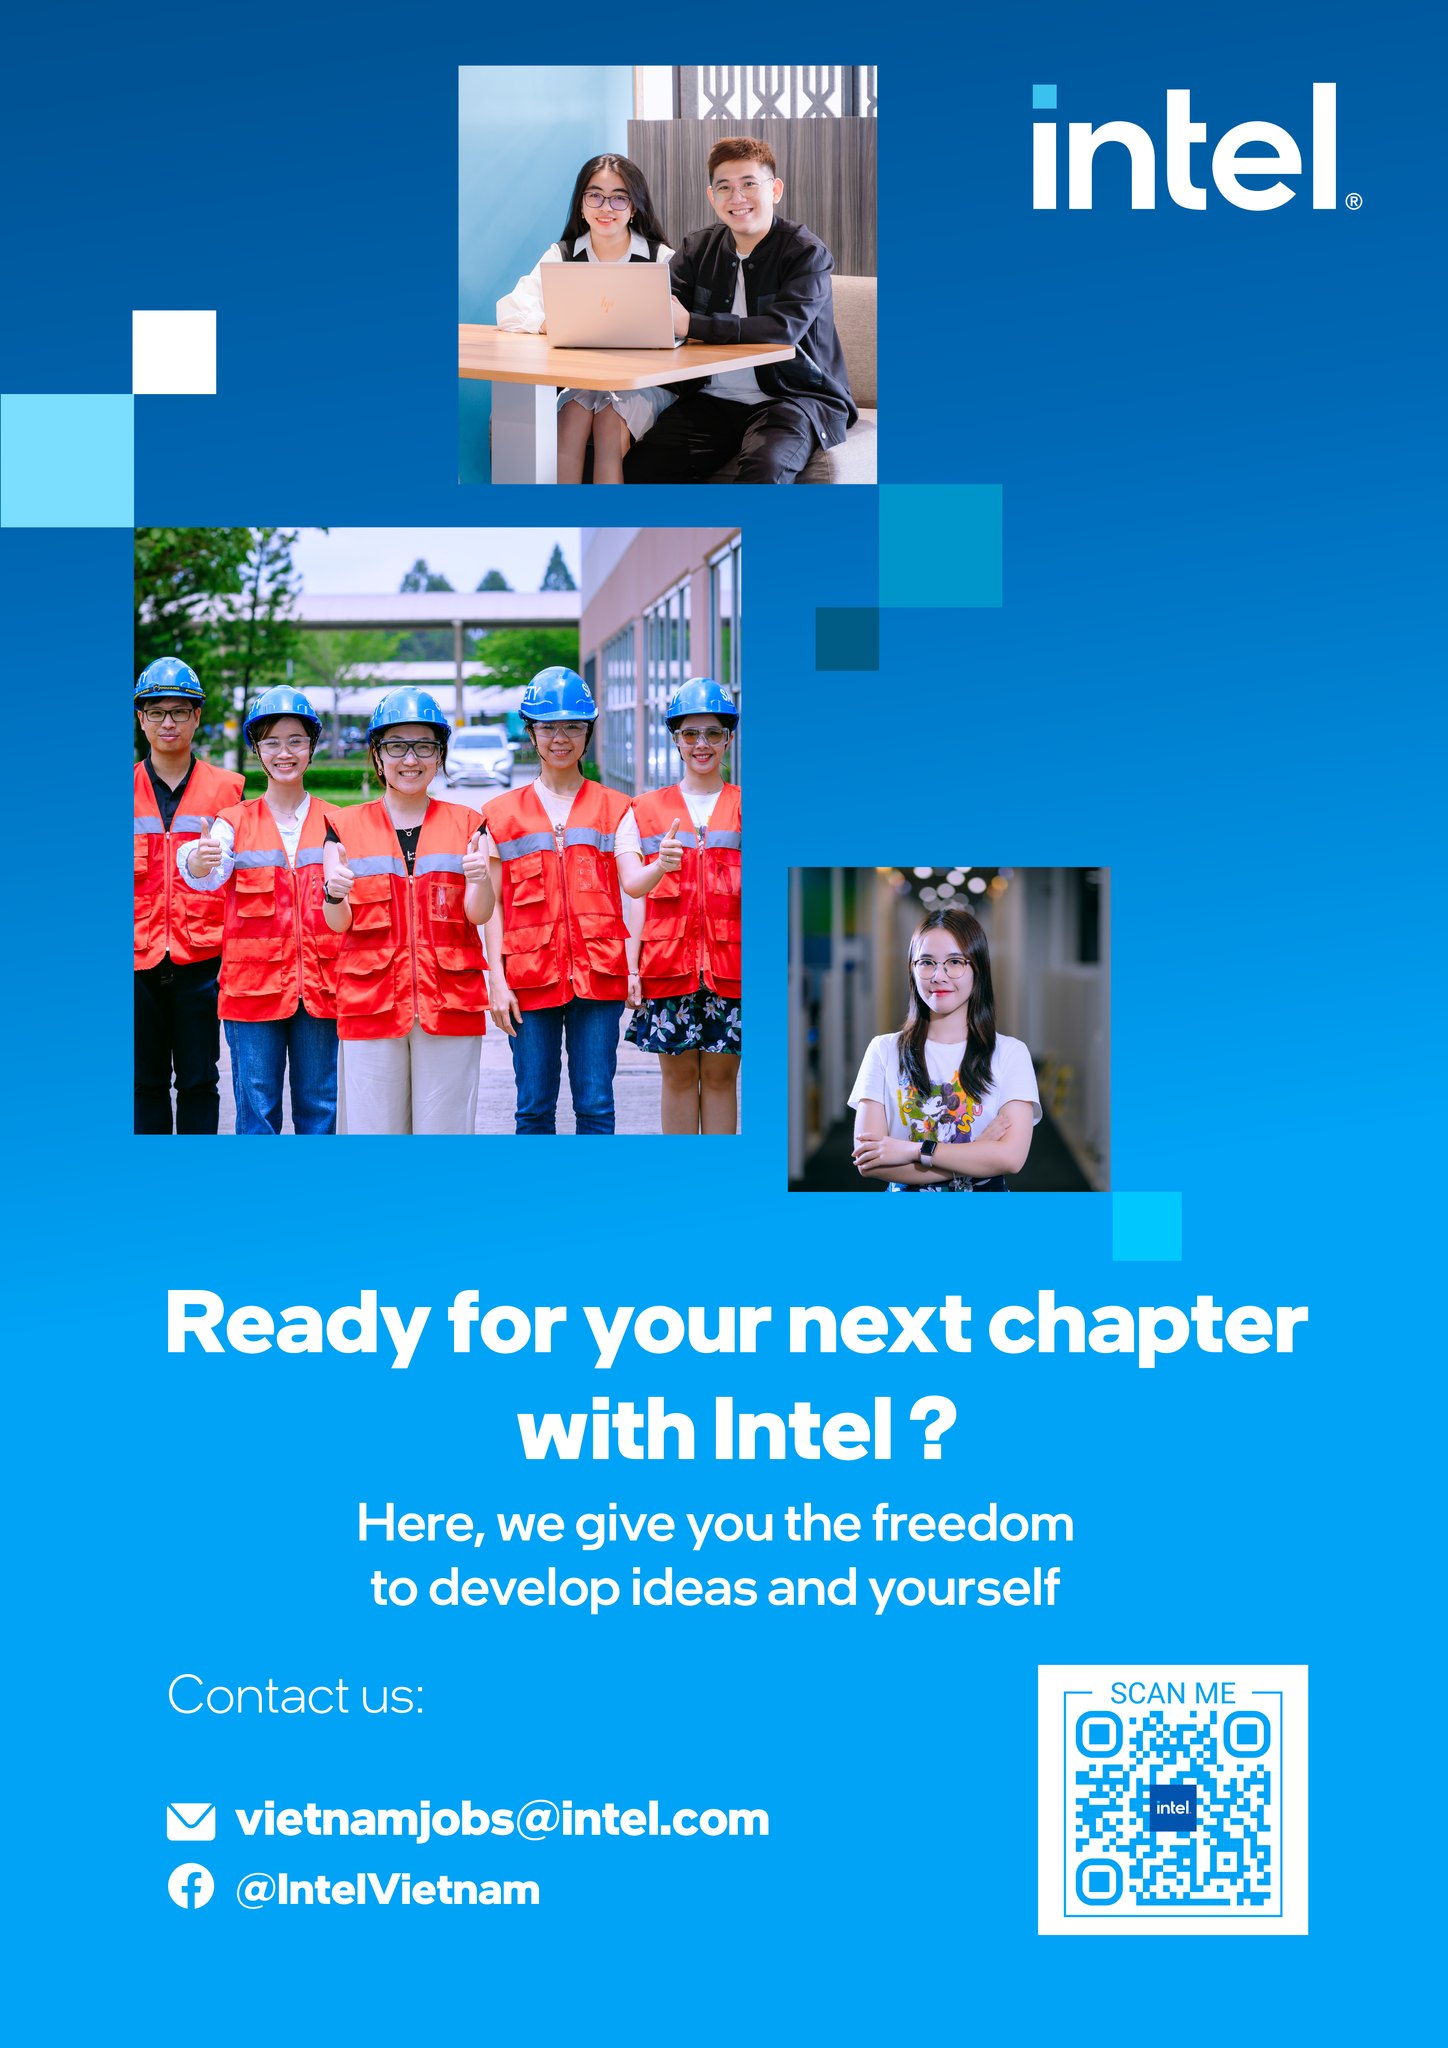 intel®
hp
Ready for your next chapter
with Intel ?
Here, we give you the freedom
to develop ideas and yourself
Contact us:
vietnamjobs@intel.com
@IntelVietnam
SCAN ME
intel